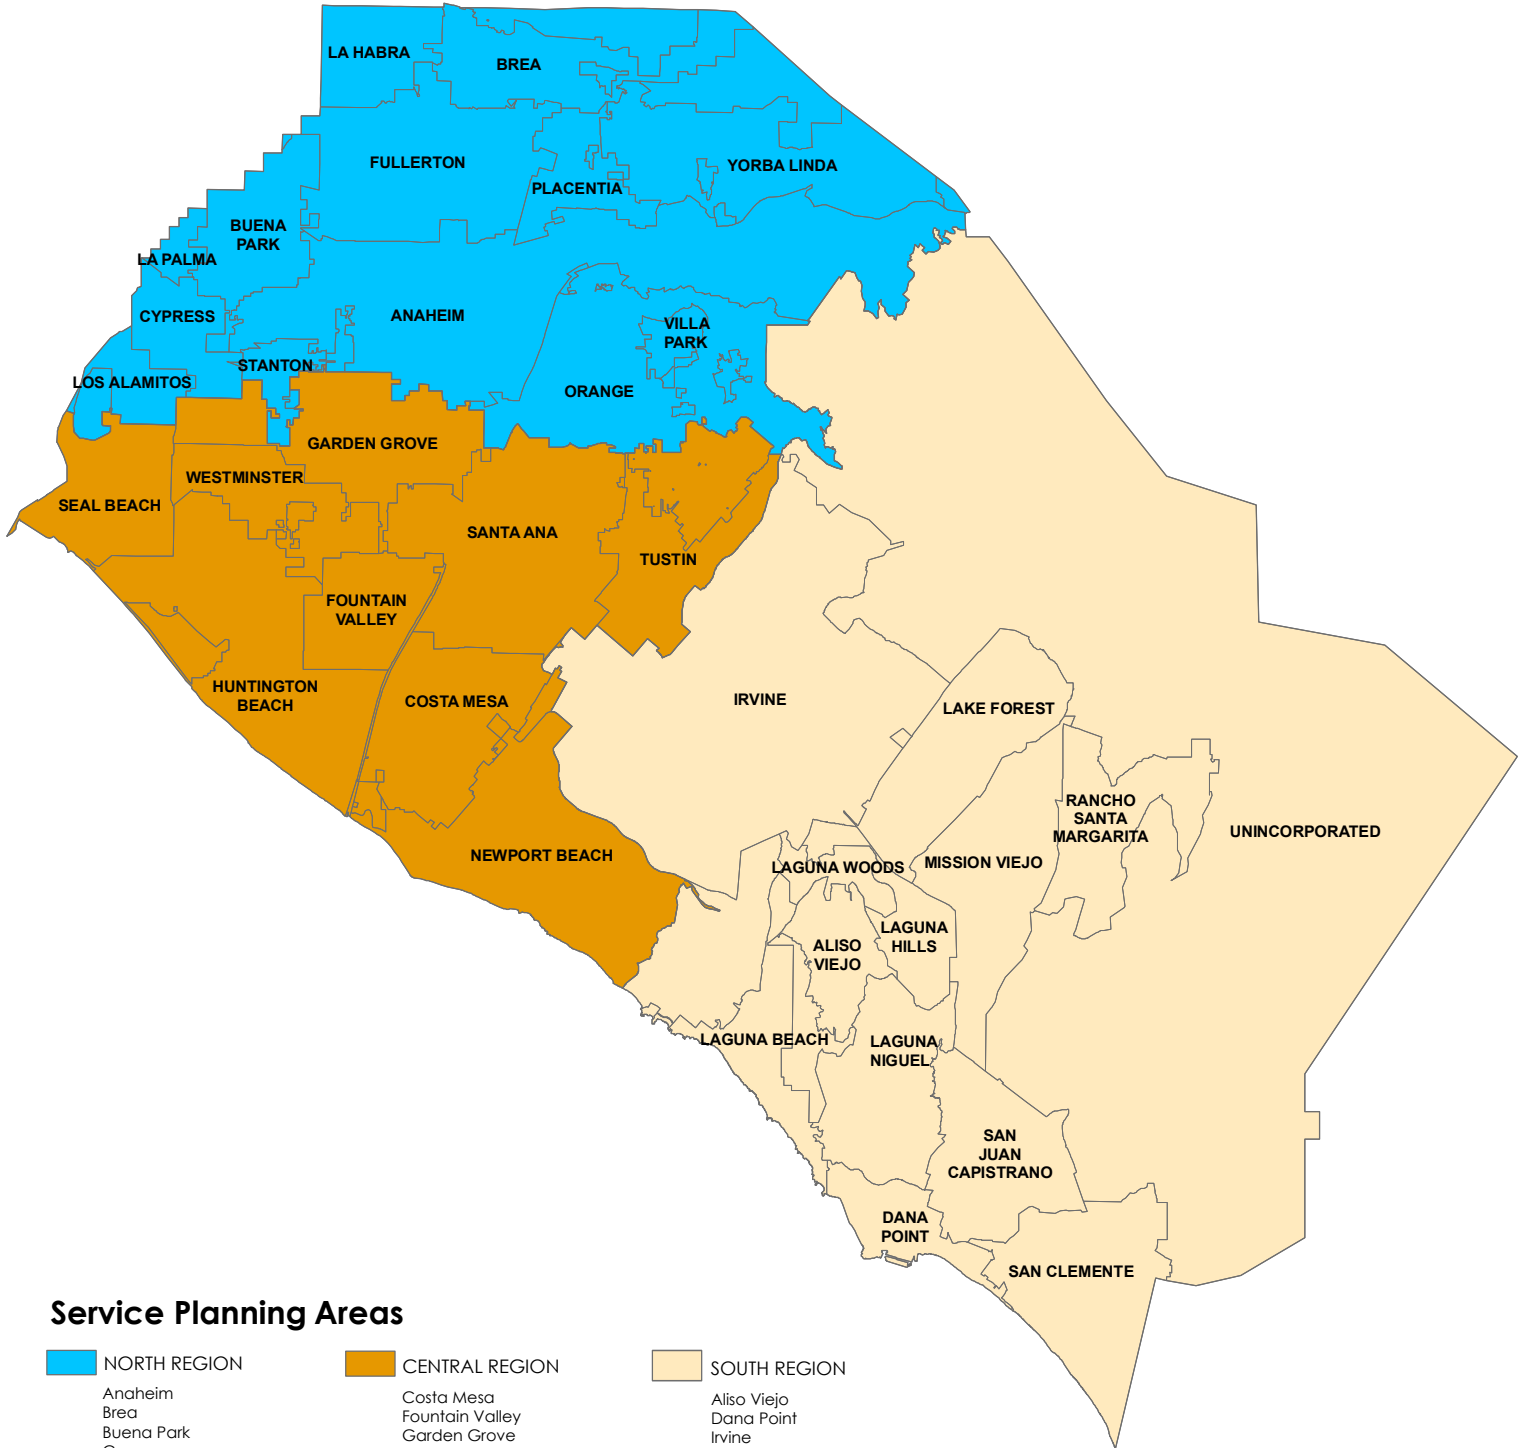 LA HABRA
BREA
FULLERTON
YORBA LINDA
PLACENTIA
BUENA
PARK
LA PALMA
CYPRESS
ANAHEIM
VILLA
PARK
STANTON
LOS ALAMITOS
ORANGE
GARDEN GROVE
WESTMINSTER
SEAL BEACH
SANTA ANA
TUSTIN
FOUNTAIN
VALLEY
HUNTINGTON
BEACH
COSTA MESA
IRVINE
LAKE FOREST
RANCHO
SANTA
MARGARITA
UNINCORPORATED
NEWPORT BEACH
LAGUNA WOODS
MISSION VIEJO
LAGUNA
HILLS
ALISO
VIEJO
LAGUNA BEACH
LAGUNA
NIGUEL
SAN
JUAN
CAPISTRANO
DANA
POINT
SAN CLEMENTE
Service Planning Areas
NORTH REGION
Anaheim
Brea
Buena Park
CENTRAL REGION
Costa Mesa
Fountain Valley
Garden Grove
SOUTH REGION
Aliso Viejo
Dana Point
Irvine